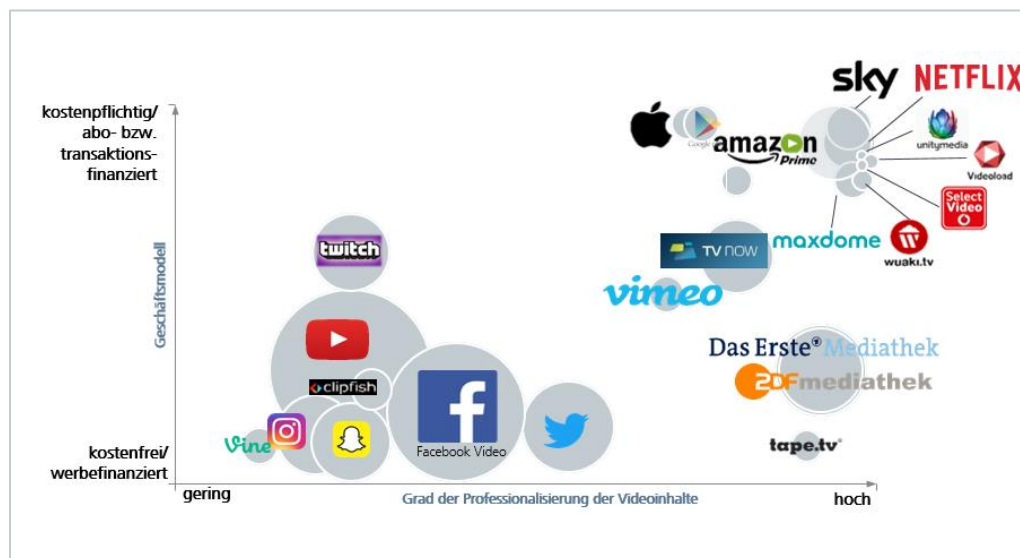 kostenpflichtig/
abo- bzw.
transaktions-
finanziert
sky
NETFLIX
unitymedia
Videoload
amazon
Prime
Google
Select
Video
maxdome
wuaki.tv
twitch
TV NOW
vimeo
Geschäftsmodell
Das Erste Mediathek
ZDFmediathek
clipfish
Facebook Video
Vine
tape.tv
kostenfrei/
werbefinanziert
gering
Grad der Professionalisierung der Videoinhalte
hoch